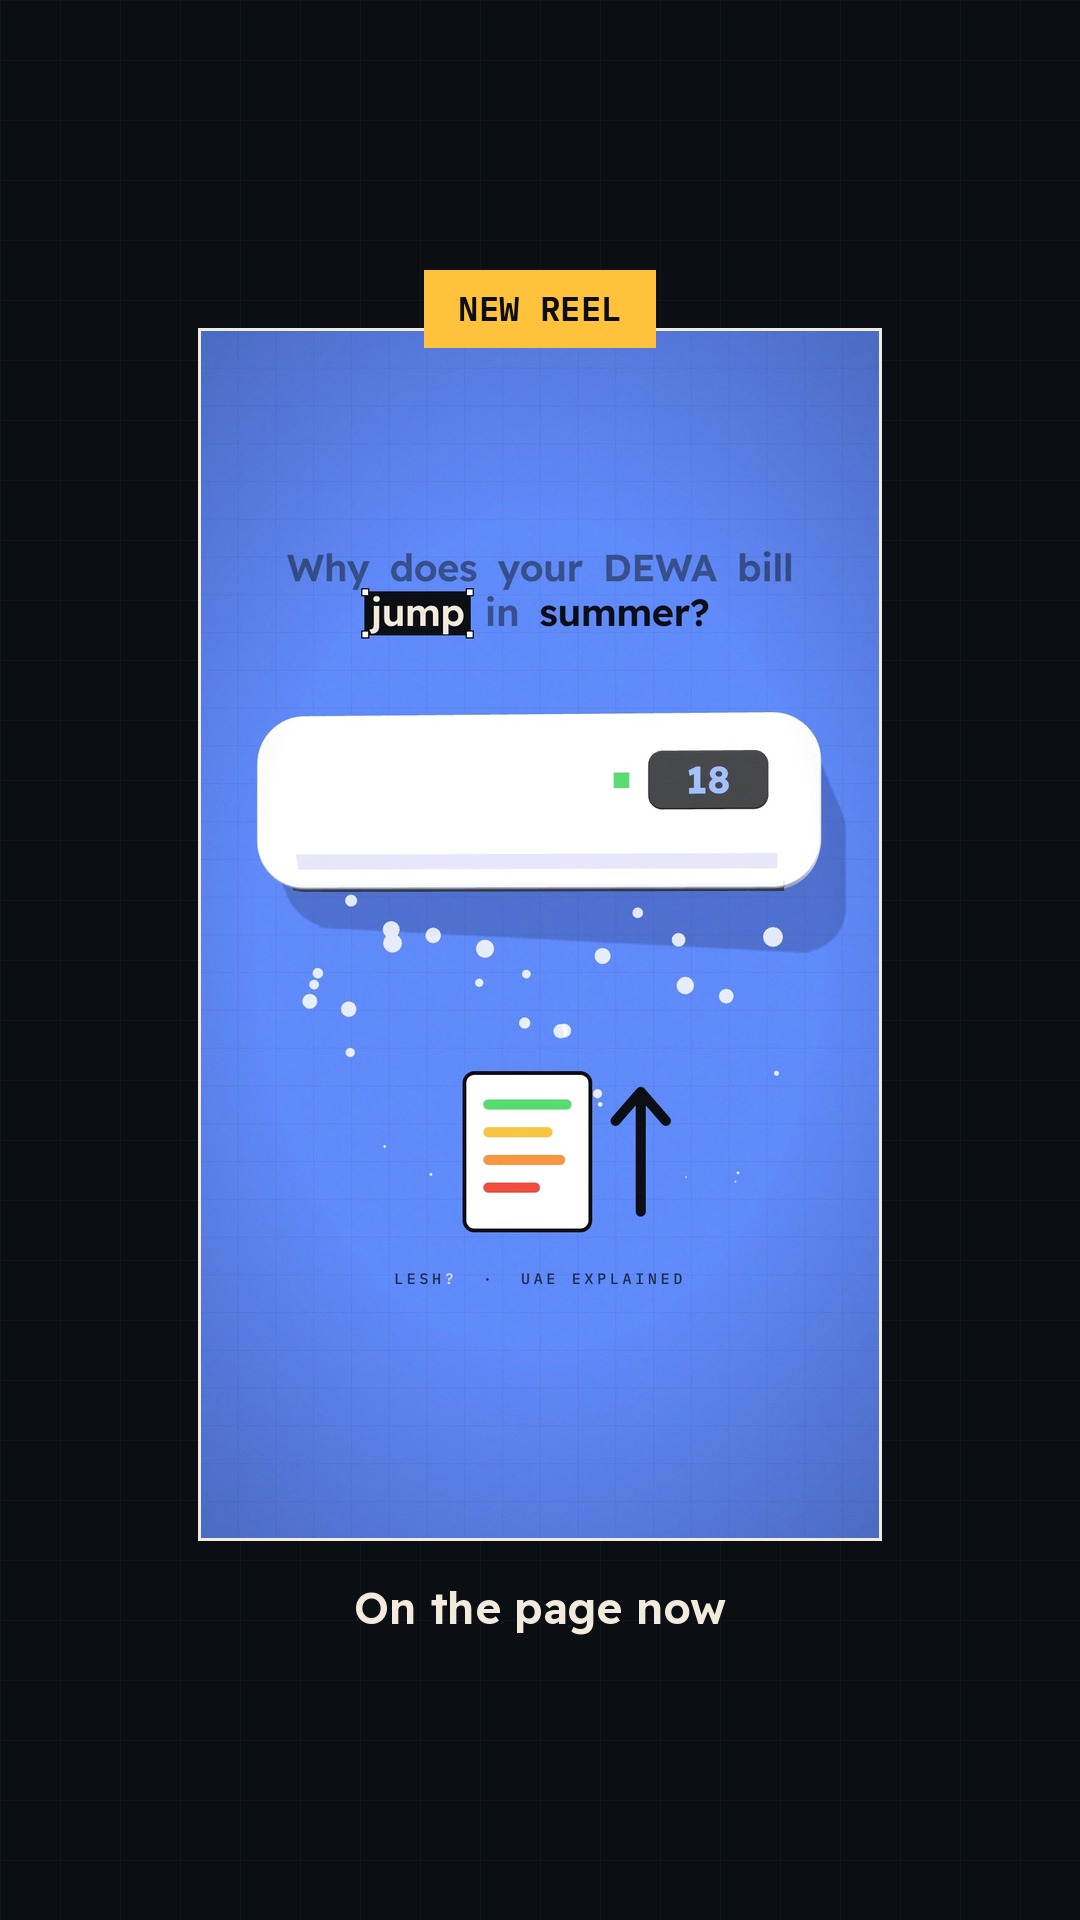 NEW REEL
Why does your DEWA bill
jump in summer?
18
LESH? · UAE EXPLAINED
On the page now